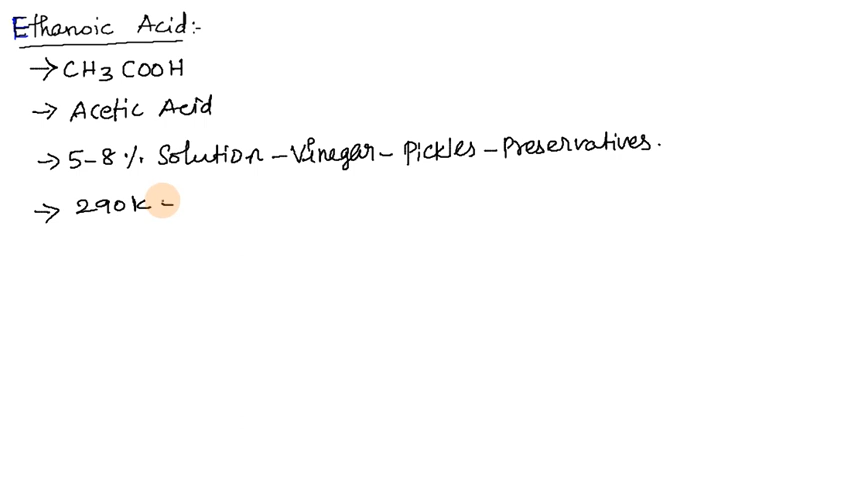 Ethanoic Acid:-
→ CH3 COOH
→ Acetic Acid
→ 5-8 % Solution - Vinegar - Pickles - Preservatives.
→ 290K -